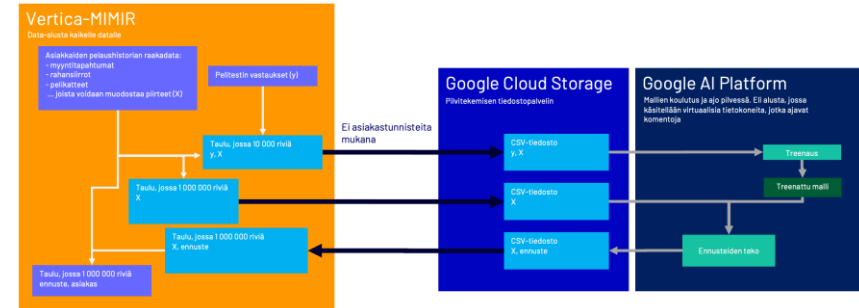 Vertica-MIMIR
Data-alusta kaikelle datalle
Asiakkaiden pelaushistorian raakadata:
- myyntitapahtumat
- rahansiirrot
- pelikatteet
... joista voidaan muodostaa piirteet (X)
Pelitestin vastaukset (y)
Taulu, jossa 10 000 riviä
y, X
Taulu, jossa 1 000 000 riviä
X
Taulu, jossa 1 000 000 riviä
X, ennuste
Taulu, jossa 1 000 000 riviä
ennuste, asiakas
Ei asiakastunnisteita
mukana
Google Cloud Storage
Pilvitekemisen tiedostopalvelin
CSV-tiedosto
y, X
CSV-tiedosto
X
CSV-tiedosto
X, ennuste
Google AI Platform
Mallien koulutus ja ajo pilvessä. Eli alusta, jossa
käsitellään virtuaalisia tietokoneita, jotka ajavat
komentoja
Treenaus
Treenattu malli
Ennusteiden teko